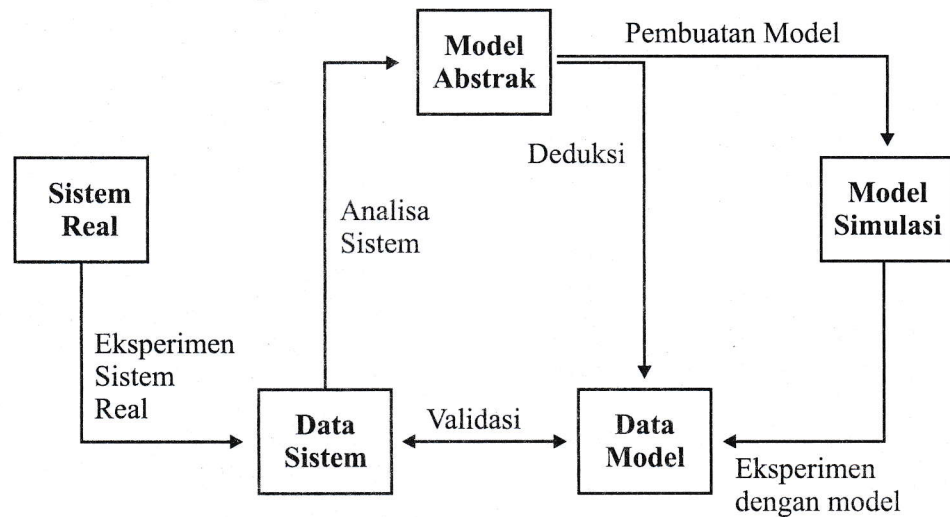 Model
Abstrak
Pembuatan Model
Deduksi
Sistem
Real
Analisa
Sistem
Model
Simulasi
Eksperimen
Sistem
Real
Data
Sistem
Validasi
Data
Model
Eksperimen
dengan model